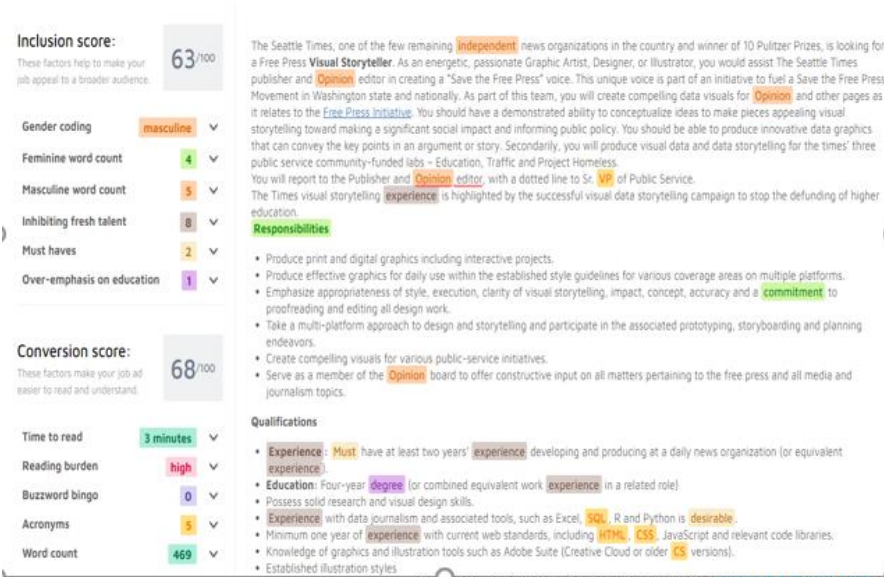 Inclusion score:
These factors help to make your
job appeal to a broader audience.
63/100
Gender coding masculine
Feminine word count 4
Masculine word count 5
Inhibiting fresh talent 8
Must haves 2
Over-emphasis on education 1
Conversion score:
These factors make your job ad
easier to read and understand.
68/100
Time to read 3 minutes
Reading burden high
Buzzword bingo 0
Acronyms 5
Word count 469
The Seattle Times, one of the few remaining independent news organizations in the country and winner of 10 Pulitzer Prizes, is looking for
a Free Press Visual Storyteller. As an energetic, passionate Graphic Artist, Designer, or Illustrator, you would assist The Seattle Times
publisher and Opinion editor in creating a "Save the Free Press" voice. This unique voice is part of an initiative to fuel a Save the Free Press
Movement in Washington state and nationally. As part of this team, you will create compelling data visuals for Opinion and other pages as
it relates to the Free Press Initiative. You should have a demonstrated ability to conceptualize ideas to make pieces appealing visual
storytelling toward making a significant social impact and informing public policy. You should be able to produce innovative data graphics
that can convey the key points in an argument or story. Secondarily, you will produce visual data and data storytelling for the times' three
public service community-funded labs – Education, Traffic and Project Homeless.
You will report to the Publisher and Opinion editor, with a dotted line to Sr. VP of Public Service.
The Times visual storytelling experience is highlighted by the successful visual data storytelling campaign to stop the defunding of higher
education.
Responsibilities
• Produce print and digital graphics including interactive projects.
• Produce effective graphics for daily use within the established style guidelines for various coverage areas on multiple platforms.
• Emphasize appropriateness of style, execution, clarity of visual storytelling, impact, concept, accuracy and a commitment to
proofreading and editing all design work.
• Take a multi-platform approach to design and storytelling and participate in the associated prototyping, storyboarding and planning
endeavors.
• Create compelling visuals for various public-service initiatives.
• Serve as a member of the Opinion board to offer constructive input on all matters pertaining to the free press and all media and
journalism topics.
Qualifications
• Experience: Must have at least two years' experience developing and producing at a daily news organization (or equivalent
experience).
• Education: Four-year degree (or combined equivalent work experience in a related role)
• Possess solid research and visual design skills.
• Experience with data journalism and associated tools, such as Excel, SQL, R and Python is desirable.
• Minimum one year of experience with current web standards, including HTML, CSS, JavaScript and relevant code libraries.
• Knowledge of graphics and illustration tools such as Adobe Suite (Creative Cloud or older CS versions).
• Established illustration styles